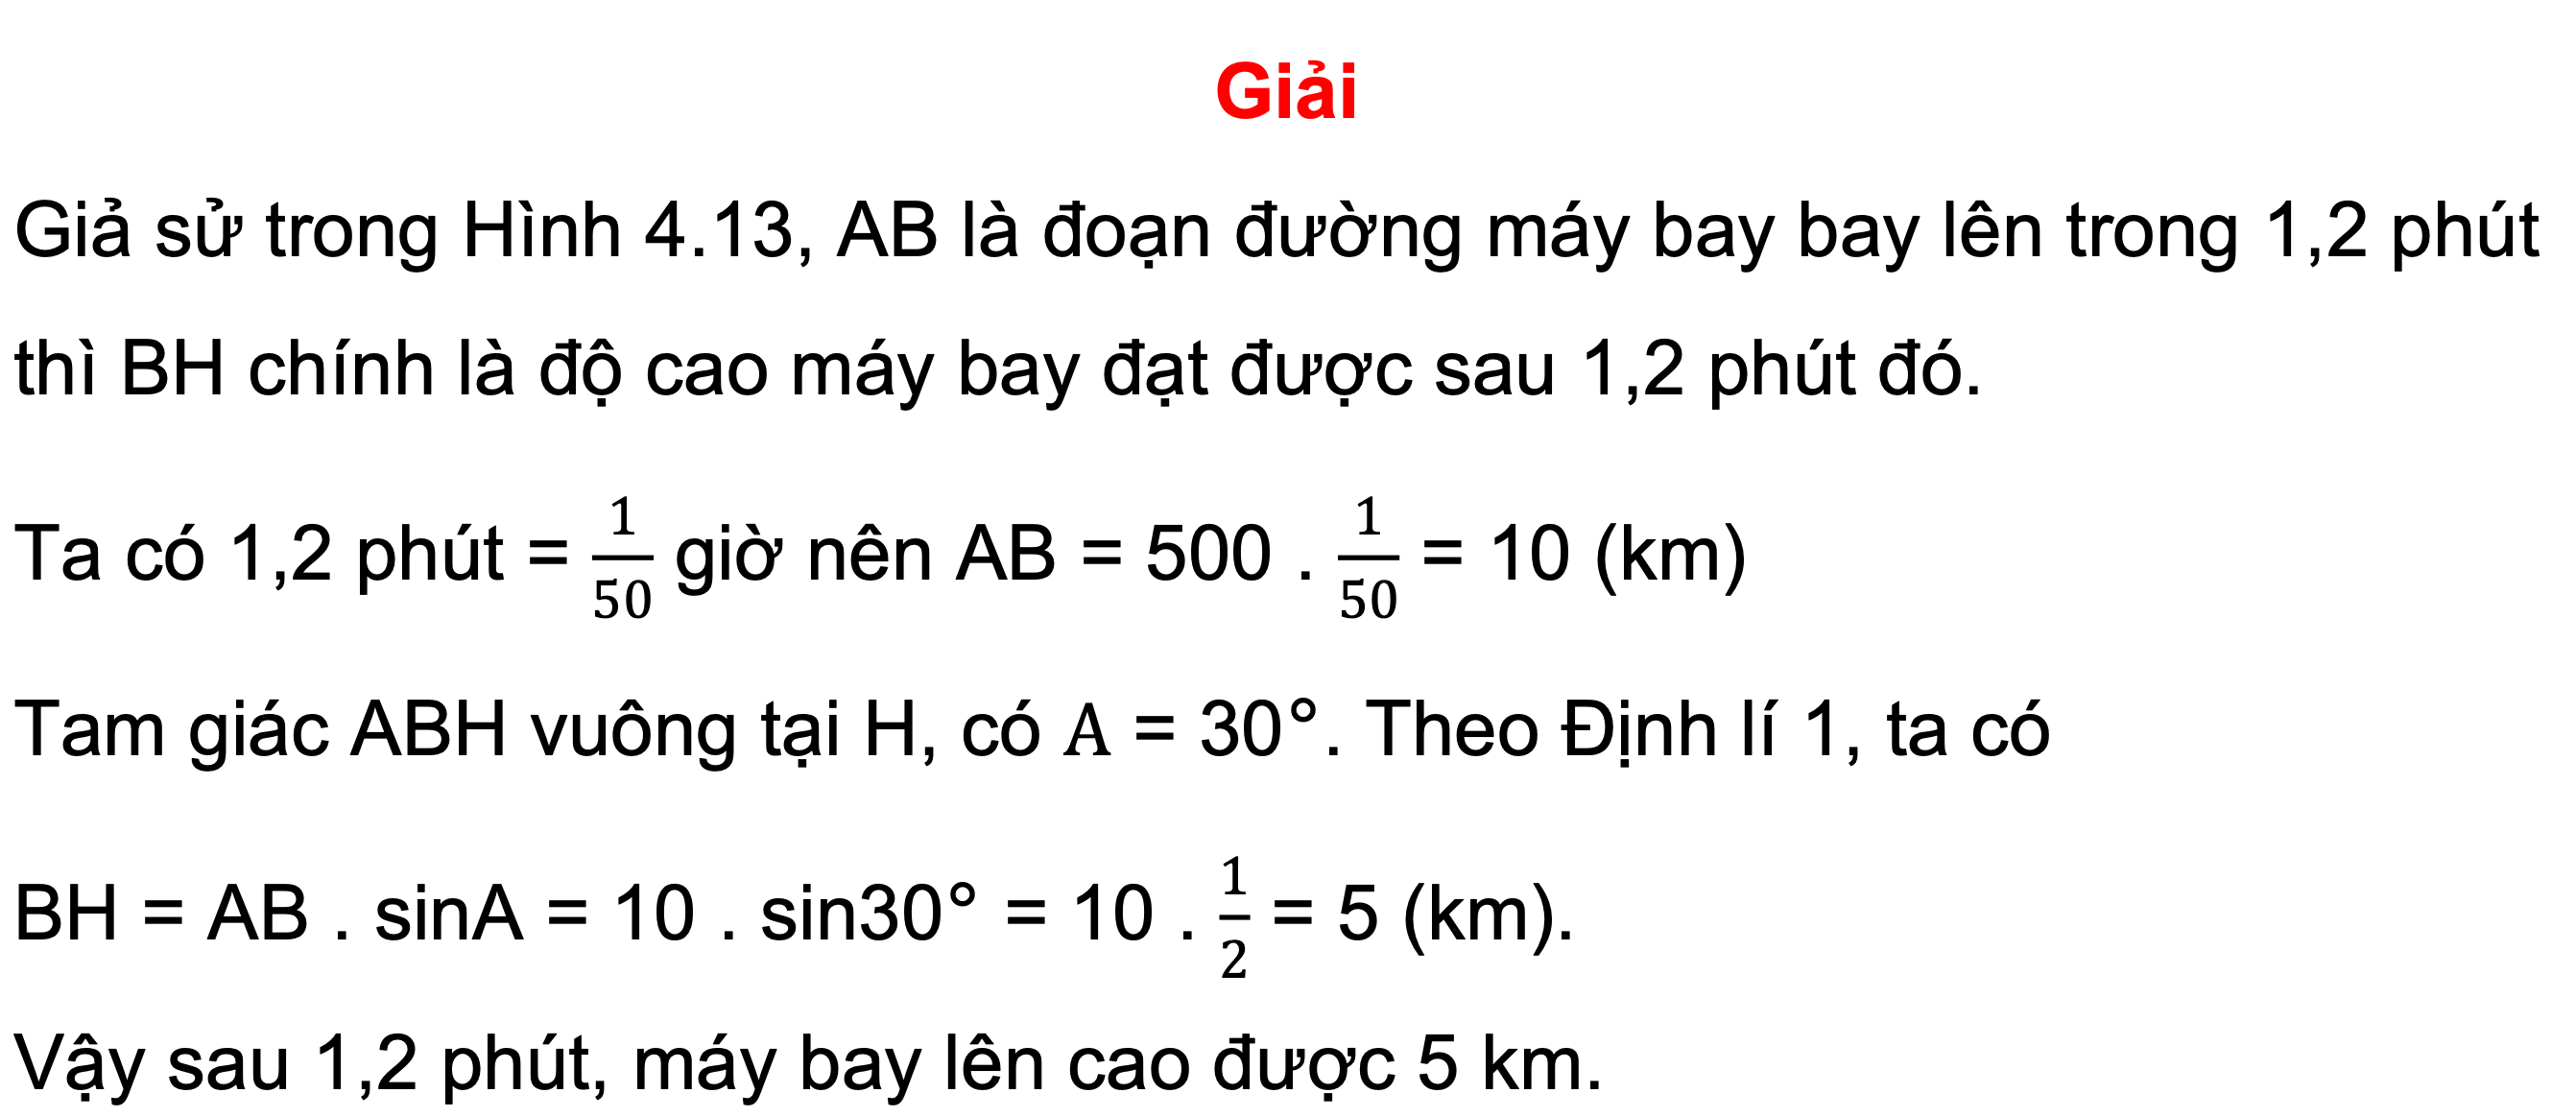 Giải
Giả sử trong Hình 4.13, AB là đoạn đường máy bay bay lên trong 1,2 phút
thì BH chính là độ cao máy bay đạt được sau 1,2 phút đó.
Ta có 1,2 phút = 1/50 giờ nên AB = 500 . 1/50 = 10 (km)
Tam giác ABH vuông tại H, có A = 30°. Theo Định lí 1, ta có
BH = AB . sinA = 10 . sin30° = 10 . 1/2 = 5 (km).
Vậy sau 1,2 phút, máy bay lên cao được 5 km.